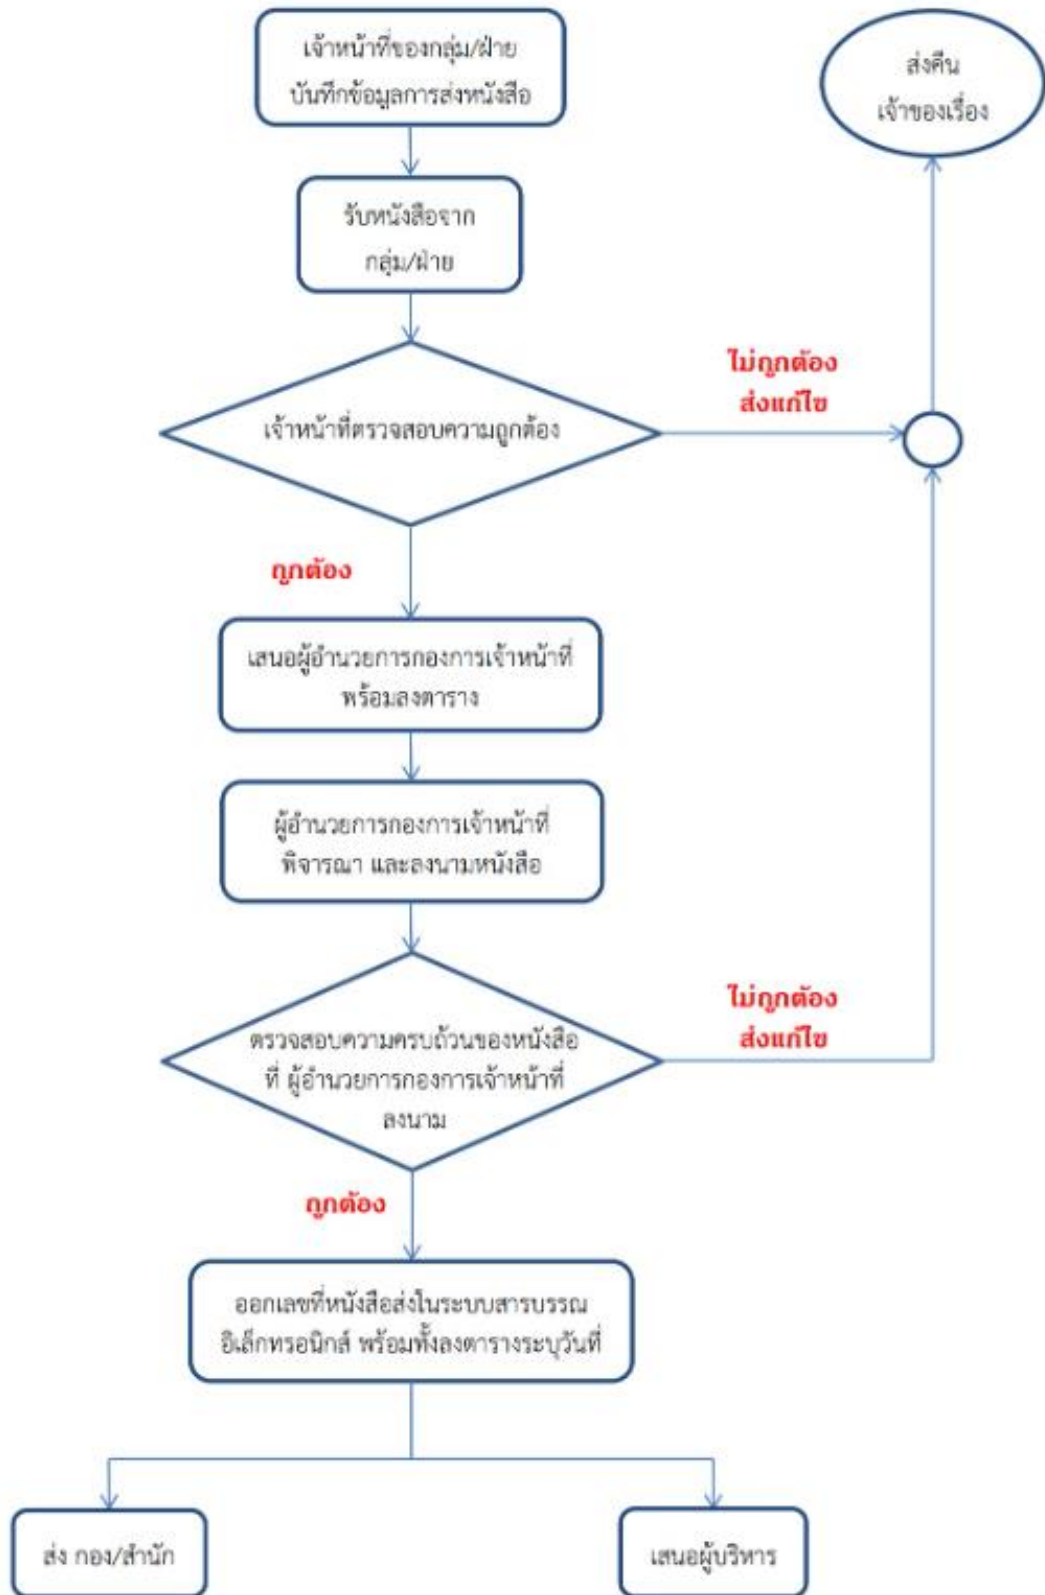 เจ้าหน้าที่ของกลุ่ม/ฝ่าย
บันทึกข้อมูลการส่งหนังสือ
ส่งคืน
เจ้าของเรื่อง
รับหนังสือจาก
กลุ่ม/ฝ่าย
เจ้าหน้าที่ตรวจสอบความถูกต้อง
ไม่ถูกต้อง
ส่งแก้ไข
ถูกต้อง
เสนอผู้อำนวยการกองการเจ้าหน้าที่
พร้อมลงตาราง
ผู้อำนวยการกองการเจ้าหน้าที่
พิจารณา และลงนามหนังสือ
ตรวจสอบความครบถ้วนของหนังสือ
ที่ ผู้อำนวยการกองการเจ้าหน้าที่
ลงนาม
ไม่ถูกต้อง
ส่งแก้ไข
ถูกต้อง
ออกเลขที่หนังสือส่งในระบบสารบรรณ
อิเล็กทรอนิกส์ พร้อมทั้งลงตารางระบุวันที่
ส่ง กอง/สำนัก
เสนอผู้บริหาร